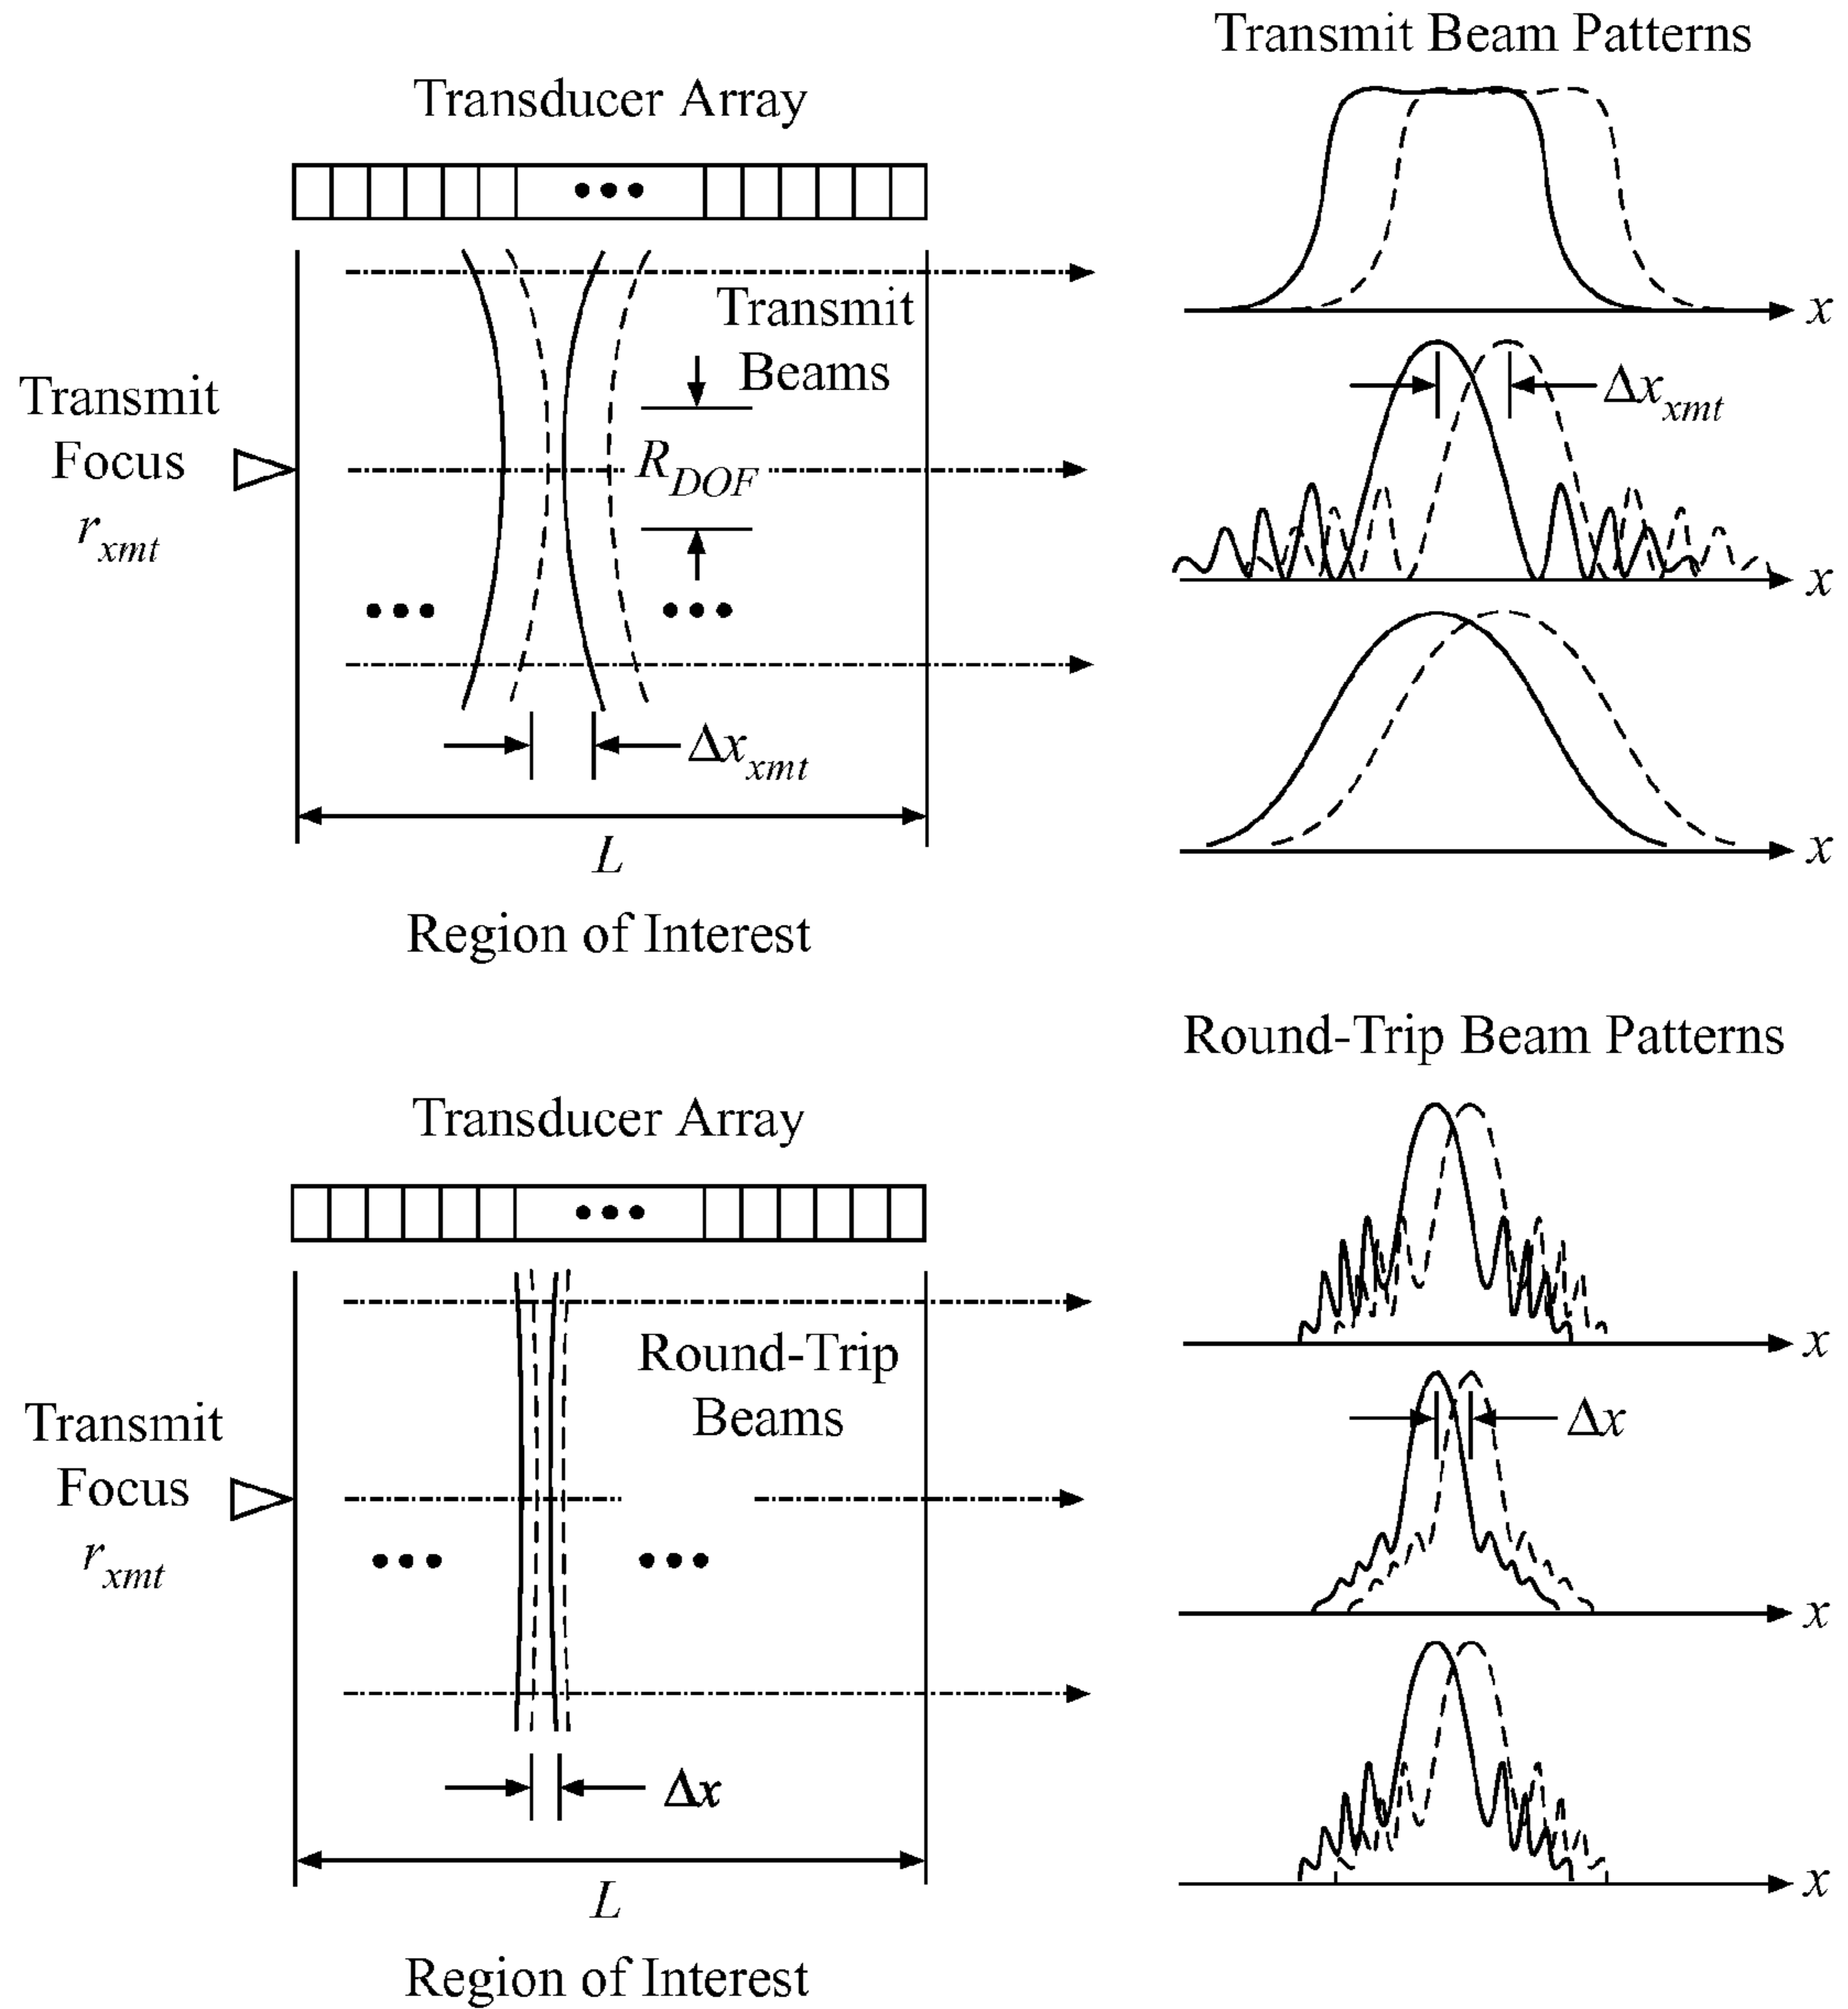 Transmit Beam Patterns
Transducer Array
•••
x
Transmit
Beams
Transmit
Focus
r_xmt
R_DOF
Δx_xmt
x
••• •••
Δx_xmt
x
L
Region of Interest
Round-Trip Beam Patterns
Transducer Array
•••
x
Round-Trip
Beams
Transmit
Focus
r_xmt
Δx
x
••• •••
Δx
x
L
Region of Interest